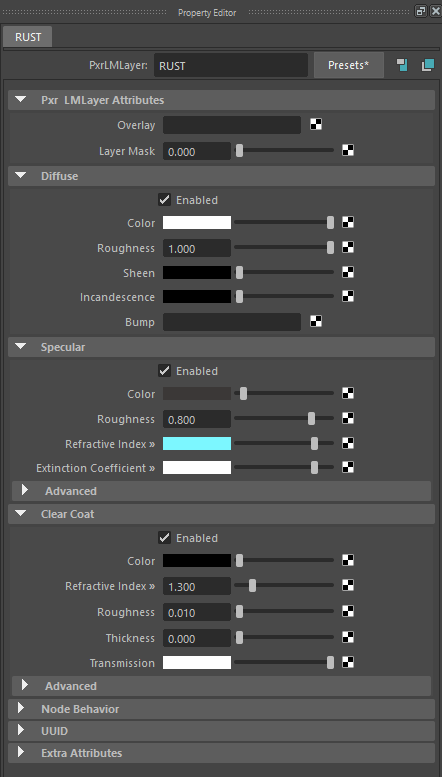 Property Editor
RUST
PxrLMLayer: RUST Presets*
Pxr LMLayer Attributes
Overlay
Layer Mask 0.000
Diffuse
Enabled
Color
Roughness 1.000
Sheen
Incandescence
Bump
Specular
Enabled
Color
Roughness 0.800
Refractive Index »
Extinction Coefficient »
Advanced
Clear Coat
Enabled
Color
Refractive Index » 1.300
Roughness 0.010
Thickness 0.000
Transmission
Advanced
Node Behavior
UUID
Extra Attributes